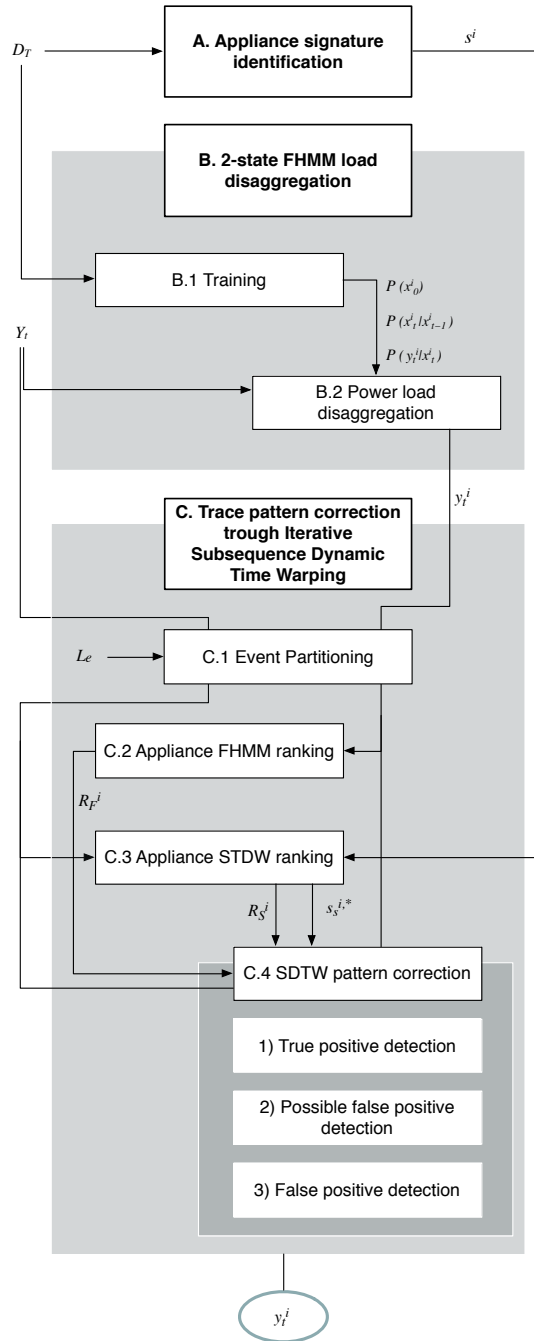 A. Appliance signature
identification
D_T
s^i
B. 2-state FHMM load
disaggregation
B.1 Training
P (x^i_0)
P (x^i_t|x^i_{t-1})
P (y_t^i|x^i_t)
Y_t
B.2 Power load
disaggregation
y_t^i
C. Trace pattern correction
trough Iterative
Subsequence Dynamic
Time Warping
C.1 Event Partitioning
L_e
C.2 Appliance FHMM ranking
R_F^i
C.3 Appliance STDW ranking
R_S^i
s_s^{i,*}
C.4 SDTW pattern correction
1) True positive detection
2) Possible false positive
detection
3) False positive detection
y_t^i